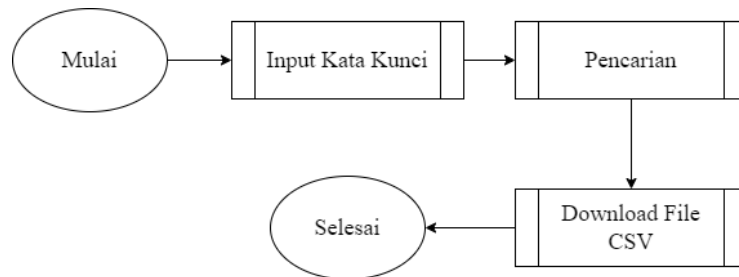 Mulai
Input Kata Kunci
Pencarian
Download File
CSV
Selesai